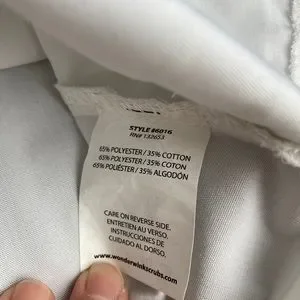 STYLE #6016
RN# 132653
65% POLYESTER / 35% COTTON
65% POLYESTER / 35% COTON
65% POLIÉSTER / 35% ALGODÓN
CARE ON REVERSE SIDE.
ENTRETIEN AU VERSO.
INSTRUCCIONES DE
CUIDADO AL DORSO.
www.wonderwinkscrubs.com